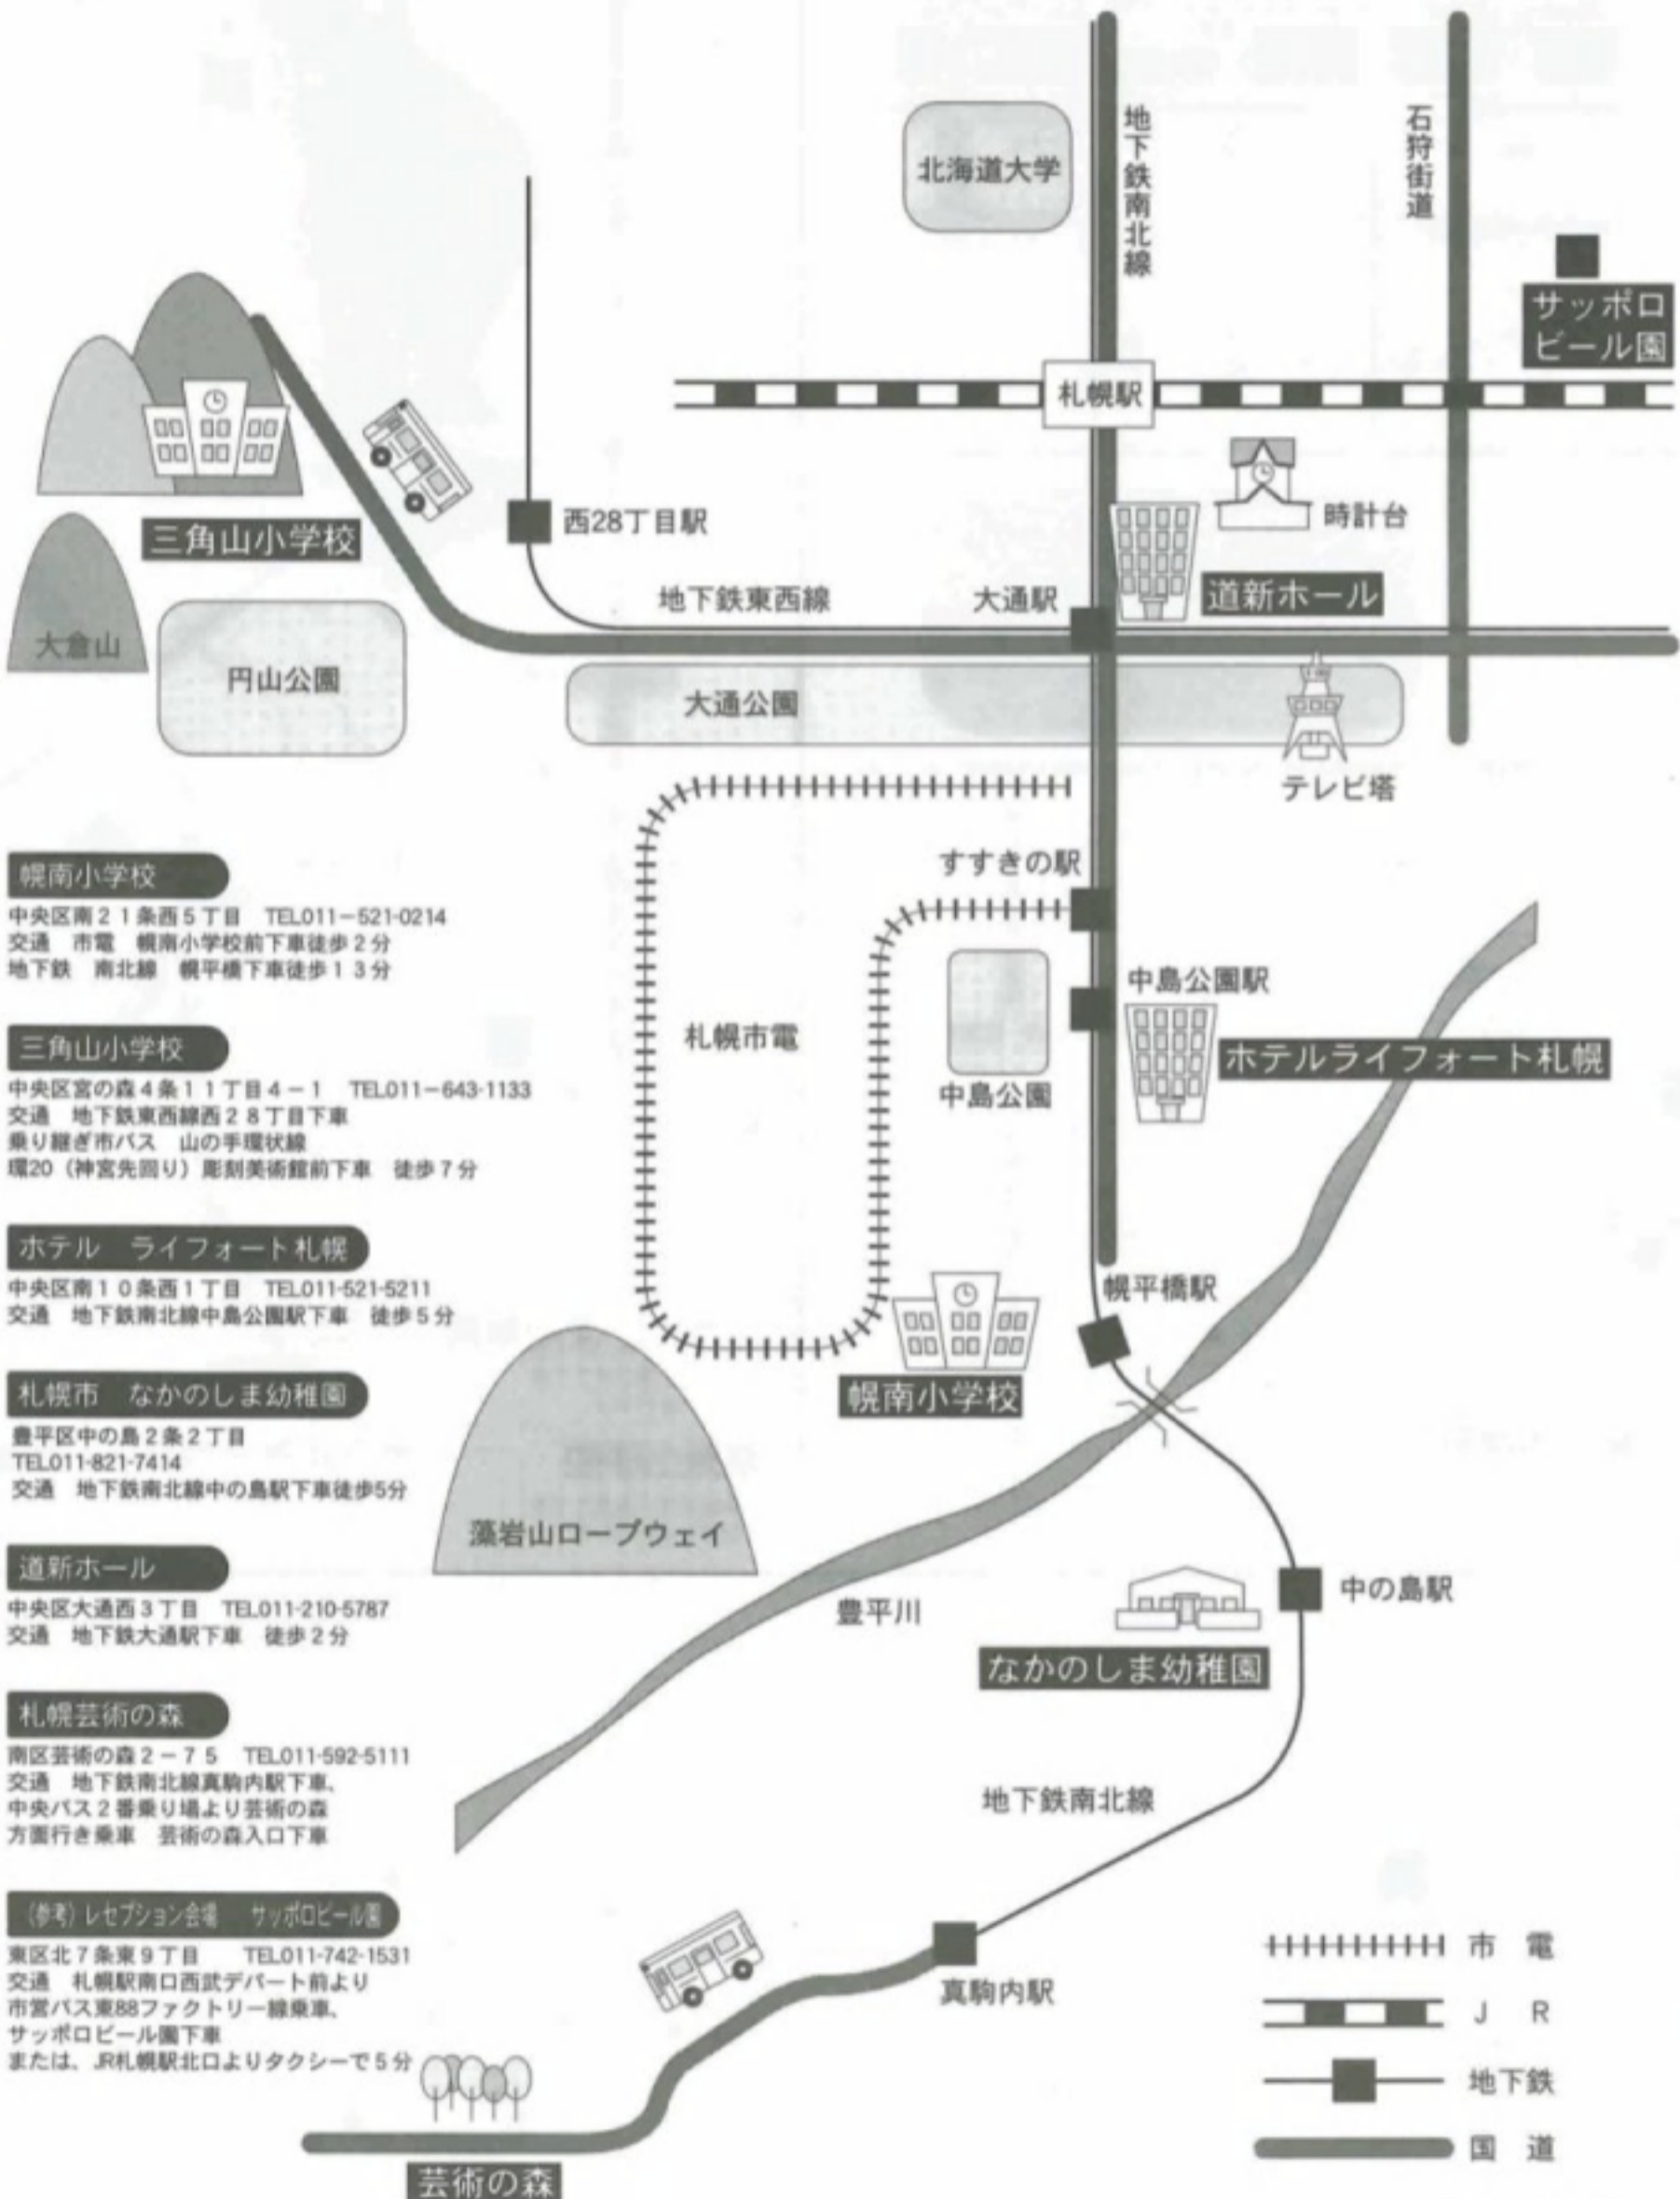 北海道大学
地下鉄南北線
石狩街道
サッポロ
ビール園
札幌駅
時計台
西28丁目駅
三角山小学校
道新ホール
地下鉄東西線
大通駅
大倉山
円山公園
大通公園
テレビ塔
すすきの駅
中島公園駅
札幌市電
ホテルライフォート札幌
中島公園
幌平橋駅
幌南小学校
藻岩山ロープウェイ
中の島駅
豊平川
なかのしま幼稚園
地下鉄南北線
真駒内駅
芸術の森
幌南小学校
中央区南21条西5丁目 TEL011-521-0214
交通 市電 幌南小学校前下車徒歩2分
地下鉄 南北線 幌平橋下車徒歩13分
三角山小学校
中央区宮の森4条11丁目4-1 TEL011-643-1133
交通 地下鉄東西線西28丁目下車
乗り継ぎ市バス 山の手環状線
環20（神宮先回り）彫刻美術館前下車 徒歩7分
ホテル ライフォート札幌
中央区南10条西1丁目 TEL011-521-5211
交通 地下鉄南北線中島公園駅下車 徒歩5分
札幌市 なかのしま幼稚園
豊平区中の島2条2丁目
TEL011-821-7414
交通 地下鉄南北線中の島駅下車徒歩5分
道新ホール
中央区大通西3丁目 TEL011-210-5787
交通 地下鉄大通駅下車 徒歩2分
札幌芸術の森
南区芸術の森2-75 TEL011-592-5111
交通 地下鉄南北線真駒内駅下車、
中央バス2番乗り場より芸術の森
方面行き乗車 芸術の森入口下車
（参考）レセプション会場 サッポロビール園
東区北7条東9丁目 TEL011-742-1531
交通 札幌駅南口西武デパート前より
市営バス東88ファクトリー線乗車、
サッポロビール園下車
または、JR札幌駅北口よりタクシーで5分
市 電
J R
地下鉄
国 道